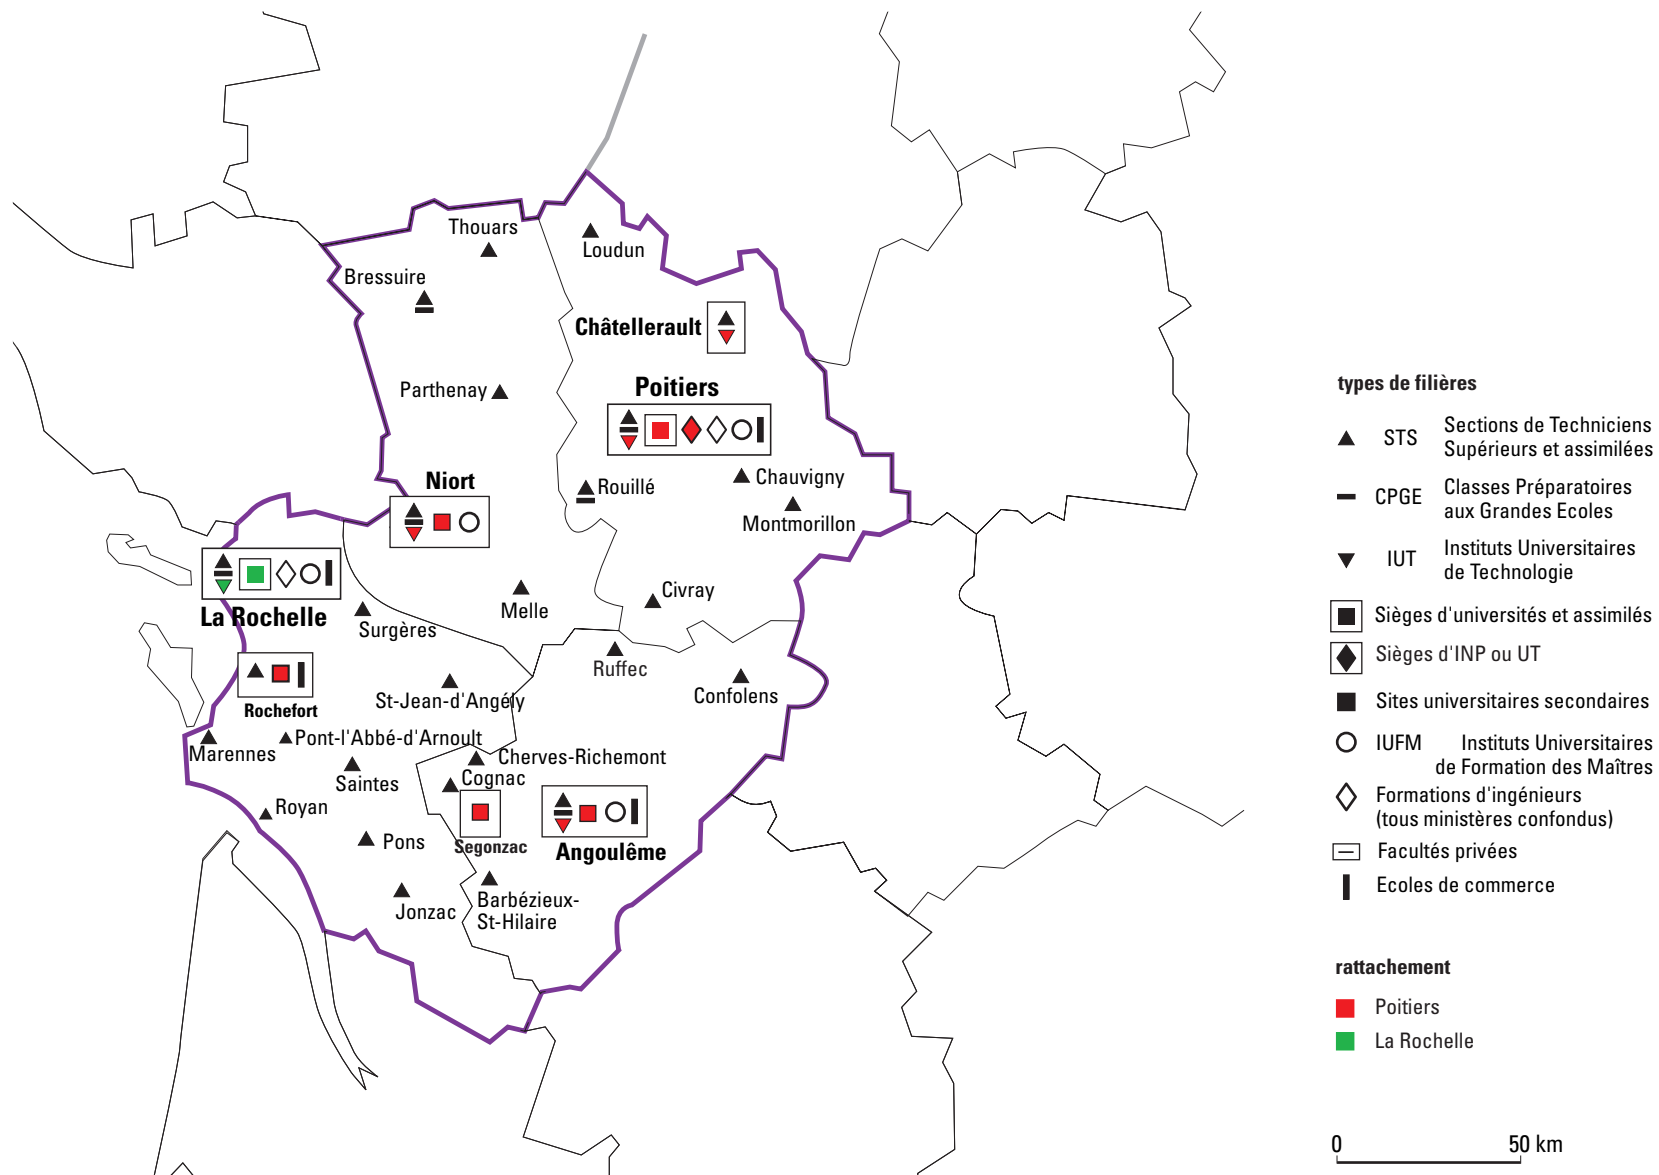 Thouars
Loudun
Bressuire
Châtellerault
Parthenay
Poitiers
Niort
Rouillé
Chauvigny
Montmorillon
La Rochelle
Surgères
Melle
Civray
Ruffec
Rochefort
St-Jean-d'Angély
Confolens
Marennes
Pont-l'Abbé-d'Arnoult
Saintes
Cherves-Richemont
Cognac
Royan
Pons
Segonzac
Angoulême
Jonzac
Barbézieux-
St-Hilaire
types de filières
STS Sections de Techniciens
Supérieurs et assimilées
CPGE Classes Préparatoires
aux Grandes Ecoles
IUT Instituts Universitaires
de Technologie
Sièges d'universités et assimilés
Sièges d'INP ou UT
Sites universitaires secondaires
IUFM Instituts Universitaires
de Formation des Maîtres
Formations d'ingénieurs
(tous ministères confondus)
Facultés privées
Ecoles de commerce
rattachement
Poitiers
La Rochelle
0 50 km